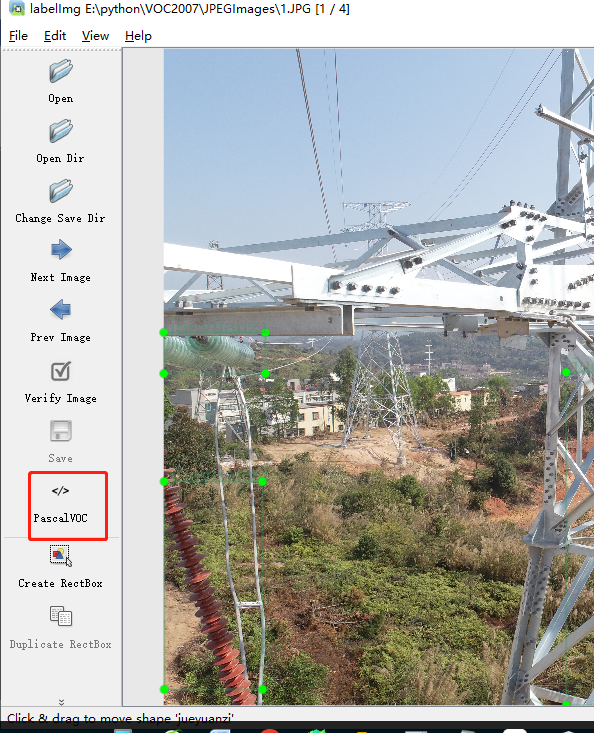 labelImg E:\python\VOC2007\JPEGImages\1.JPG [1 / 4]
File Edit View Help
Open
Open Dir
Change Save Dir
Next Image
Prev Image
Verify Image
Save
</>
PascalVOC
Create RectBox
Duplicate RectBox
Click & drag to move shape 'jueyuanzi'